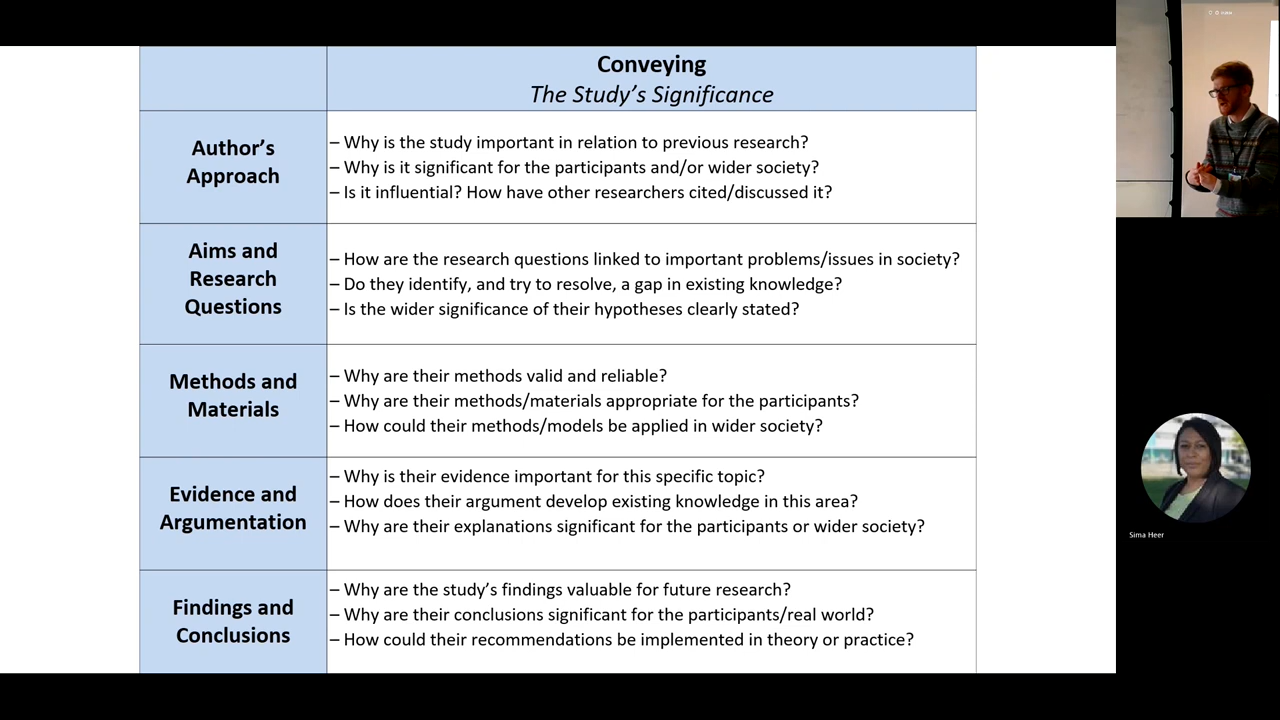 Conveying
The Study's Significance
Author's
Approach
– Why is the study important in relation to previous research?
– Why is it significant for the participants and/or wider society?
– Is it influential? How have other researchers cited/discussed it?
Aims and
Research
Questions
– How are the research questions linked to important problems/issues in society?
– Do they identify, and try to resolve, a gap in existing knowledge?
– Is the wider significance of their hypotheses clearly stated?
Methods and
Materials
– Why are their methods valid and reliable?
– Why are their methods/materials appropriate for the participants?
– How could their methods/models be applied in wider society?
Evidence and
Argumentation
– Why is their evidence important for this specific topic?
– How does their argument develop existing knowledge in this area?
– Why are their explanations significant for the participants or wider society?
Findings and
Conclusions
– Why are the study's findings valuable for future research?
– Why are their conclusions significant for the participants/real world?
– How could their recommendations be implemented in theory or practice?
Sima Heer